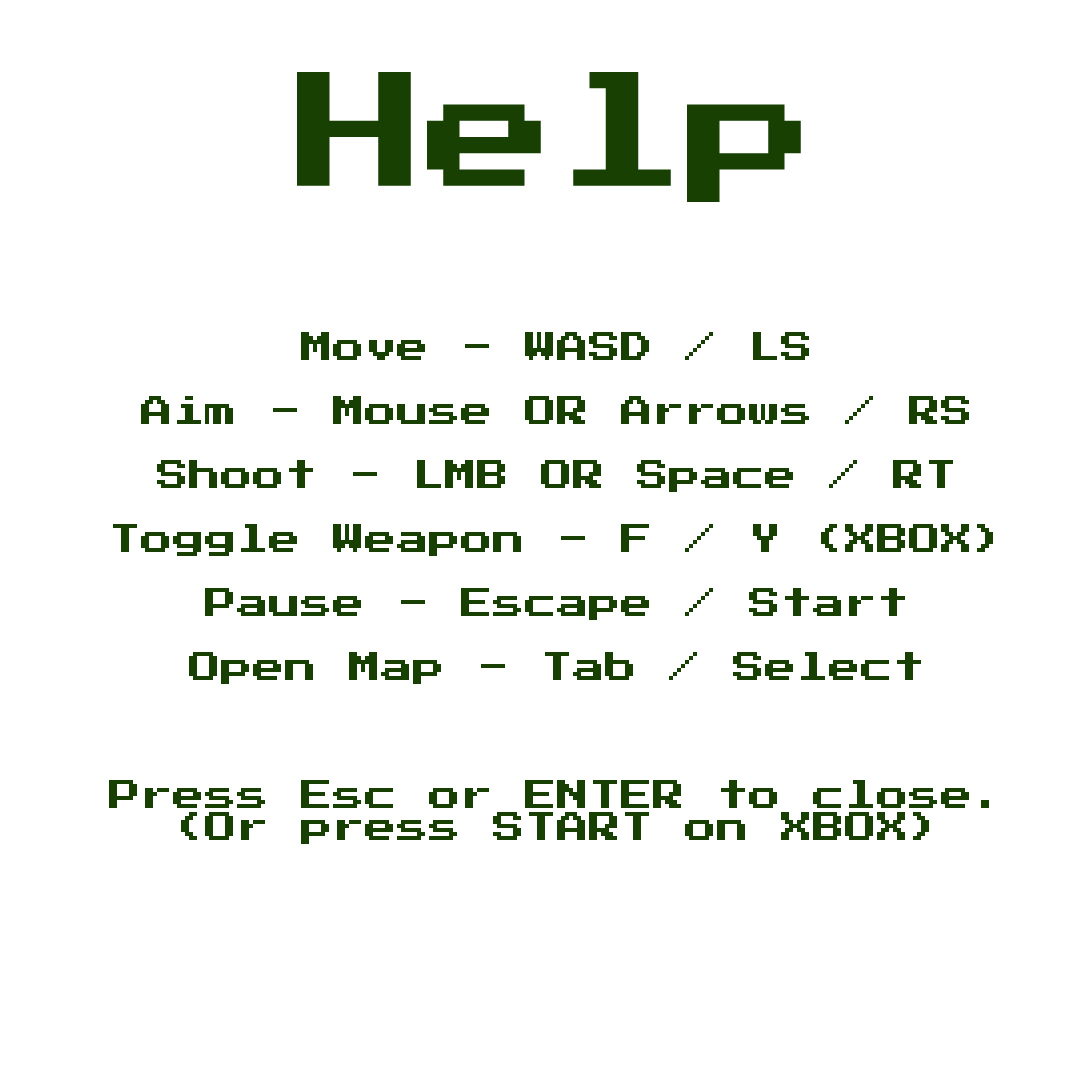 Help
Move - WASD / LS
Aim - Mouse OR Arrows / RS
Shoot - LMB OR Space / RT
Toggle Weapon - F / Y (XBOX)
Pause - Escape / Start
Open Map - Tab / Select
Press Esc or ENTER to close.
(Or press START on XBOX)